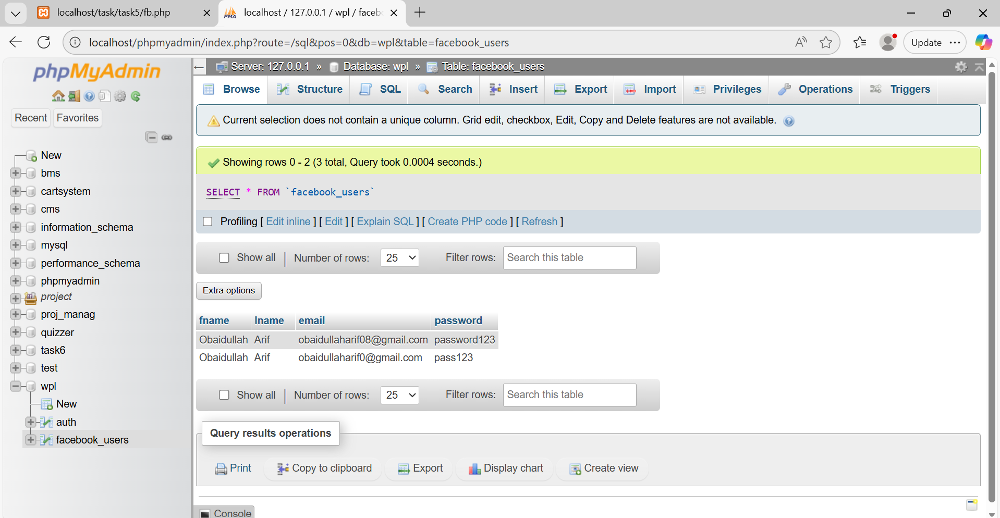 localhost/task/task5/fb.php
localhost / 127.0.0.1 / wpl / faceb
localhost/phpmyadmin/index.php?route=/sql&pos=0&db=wpl&table=facebook_users
Update
phpMyAdmin
Recent
Favorites
New
bms
cartsystem
cms
information_schema
mysql
performance_schema
phpmyadmin
project
proj_manag
quizzer
task6
test
wpl
New
auth
facebook_users
Server: 127.0.0.1 » Database: wpl » Table: facebook_users
Browse Structure SQL Search Insert Export Import Privileges Operations Triggers
Current selection does not contain a unique column. Grid edit, checkbox, Edit, Copy and Delete features are not available.
Showing rows 0 - 2 (3 total, Query took 0.0004 seconds.)
SELECT * FROM `facebook_users`
Profiling [ Edit inline ] [ Edit ] [ Explain SQL ] [ Create PHP code ] [ Refresh ]
Show all | Number of rows: 25 Filter rows: Search this table
Extra options
fname lname email password
Obaidullah Arif obaidullaharif08@gmail.com password123
Obaidullah Arif obaidullaharif0@gmail.com pass123
Show all | Number of rows: 25 Filter rows: Search this table
Query results operations
Print Copy to clipboard Export Display chart Create view
Console